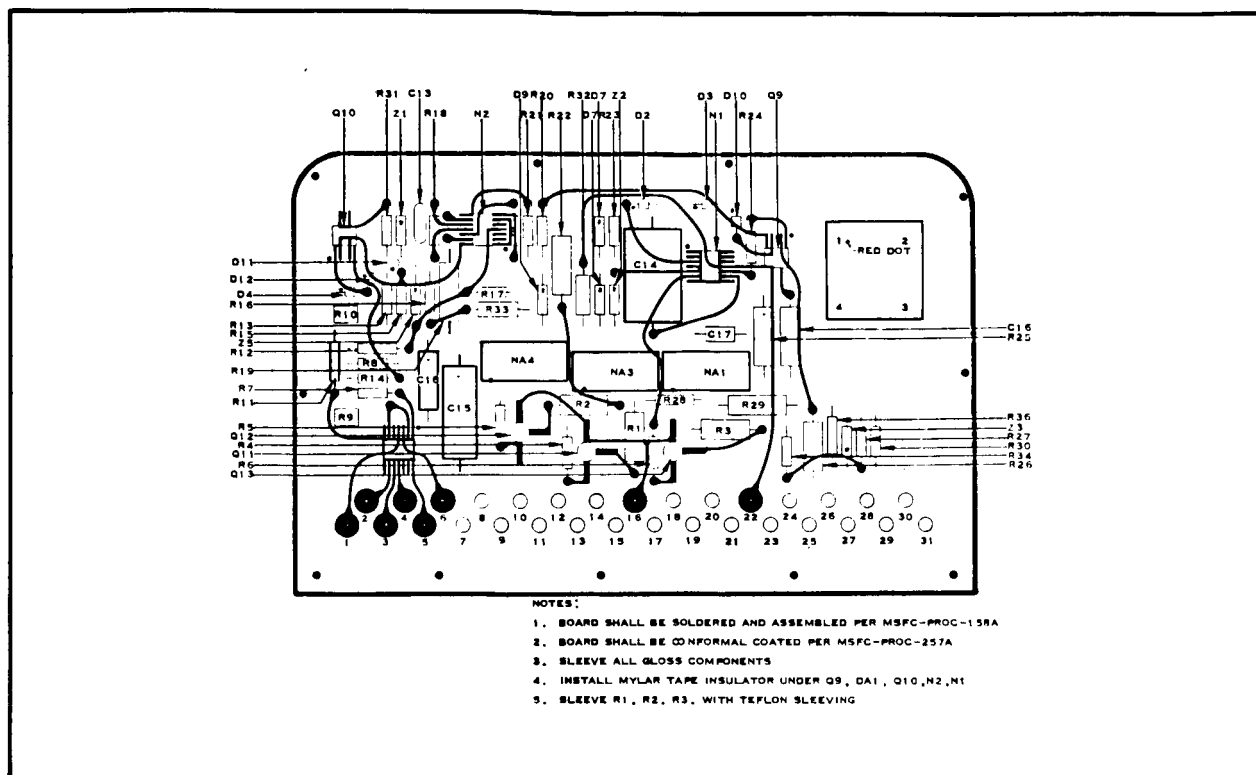 R31 C13 D9 R20 R32 D7 Z2 D3 D10 Q9
Q10 Z1 R18 N2 R21 R22 D7 R23 D2 N1 R24
1 RED DOT 2
4 3
D11
D12
D4
R16
R10
R13
R15
R12
R19
R7
R11
R8
R14
R9
C18
C15
R17
R33
C14
C17
NA4
NA3
NA1
R2
R28
R29
R1
R3
C16
R25
R5
Q12
R4
Q11
R6
Q13
R36
Z3
R27
R30
R34
R26
2 4 6 8 10 12 14 16 18 20 22 24 26 28 30
1 3 5 7 9 11 13 15 17 19 21 23 25 27 29 31
NOTES:
1. BOARD SHALL BE SOLDERED AND ASSEMBLED PER MSFC-PROC-158A
2. BOARD SHALL BE CONFORMAL COATED PER MSFC-PROC-257A
3. SLEEVE ALL GLOSS COMPONENTS
4. INSTALL MYLAR TAPE INSULATOR UNDER Q9, DA1, Q10, N2, N1
5. SLEEVE R1, R2, R3, WITH TEFLON SLEEVING